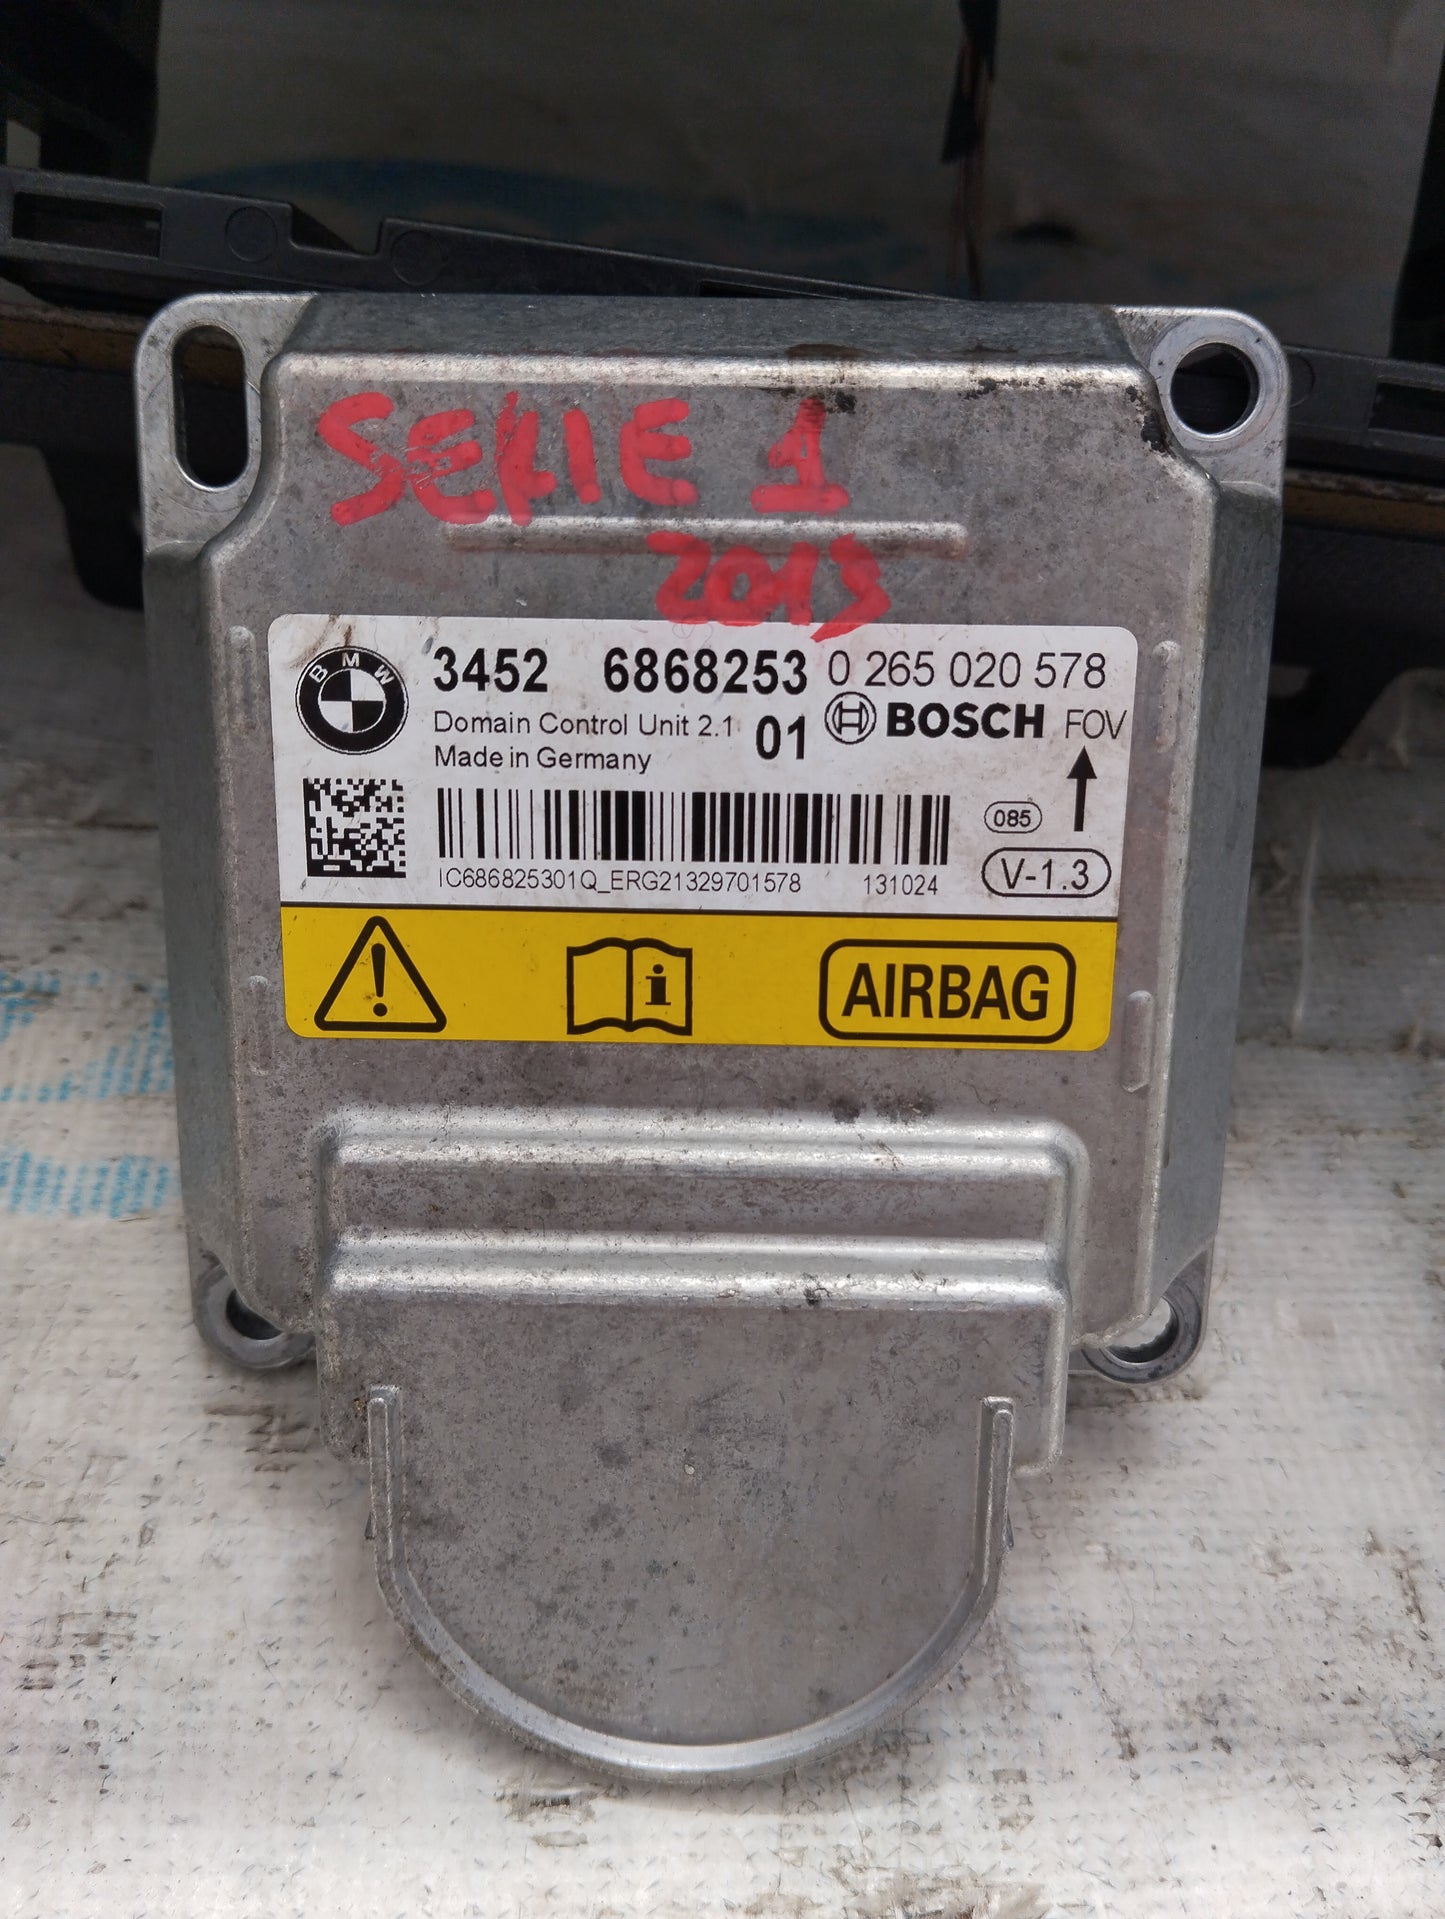 SERIE 1
2013
BMW
3452 6868253 0 265 020 578
Domain Control Unit 2.1 01 BOSCH FOV
Made in Germany
085
IC686825301Q_ERG21329701578 131024 V-1.3
! i AIRBAG